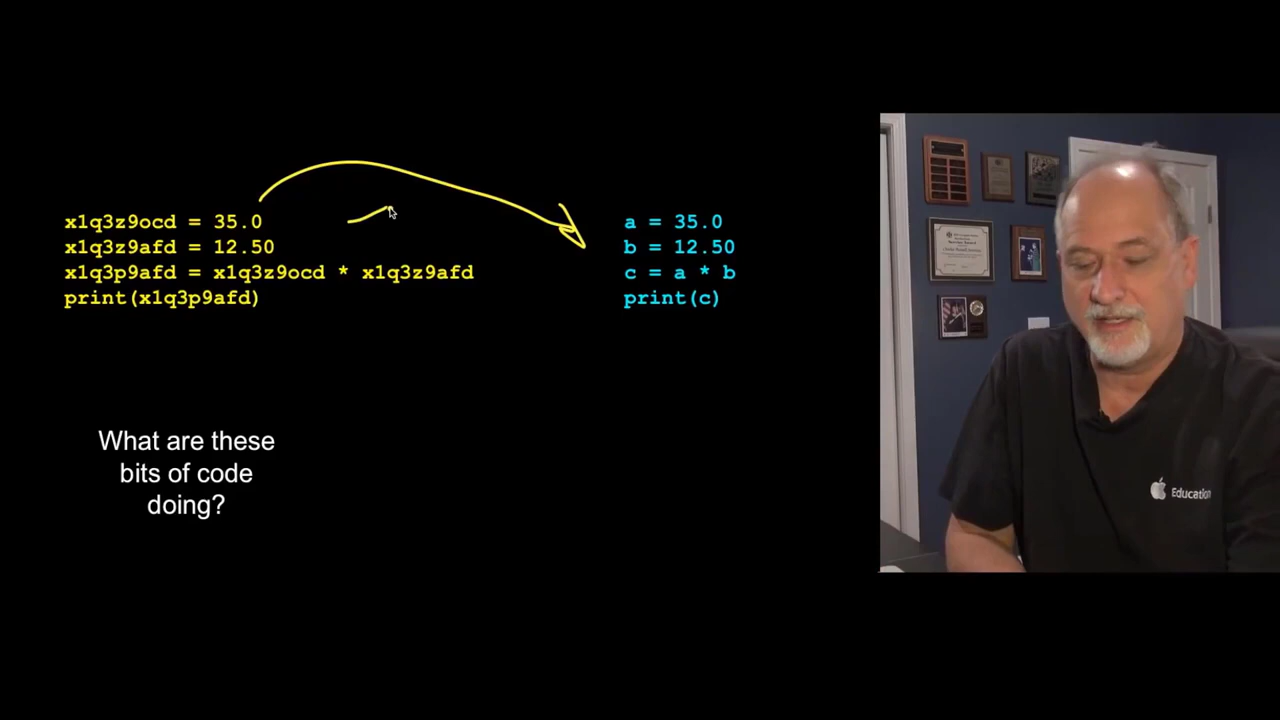 x1q3z9ocd = 35.0
x1q3z9afd = 12.50
x1q3p9afd = x1q3z9ocd * x1q3z9afd
print(x1q3p9afd)
a = 35.0
b = 12.50
c = a * b
print(c)
What are these
bits of code
doing?
Education